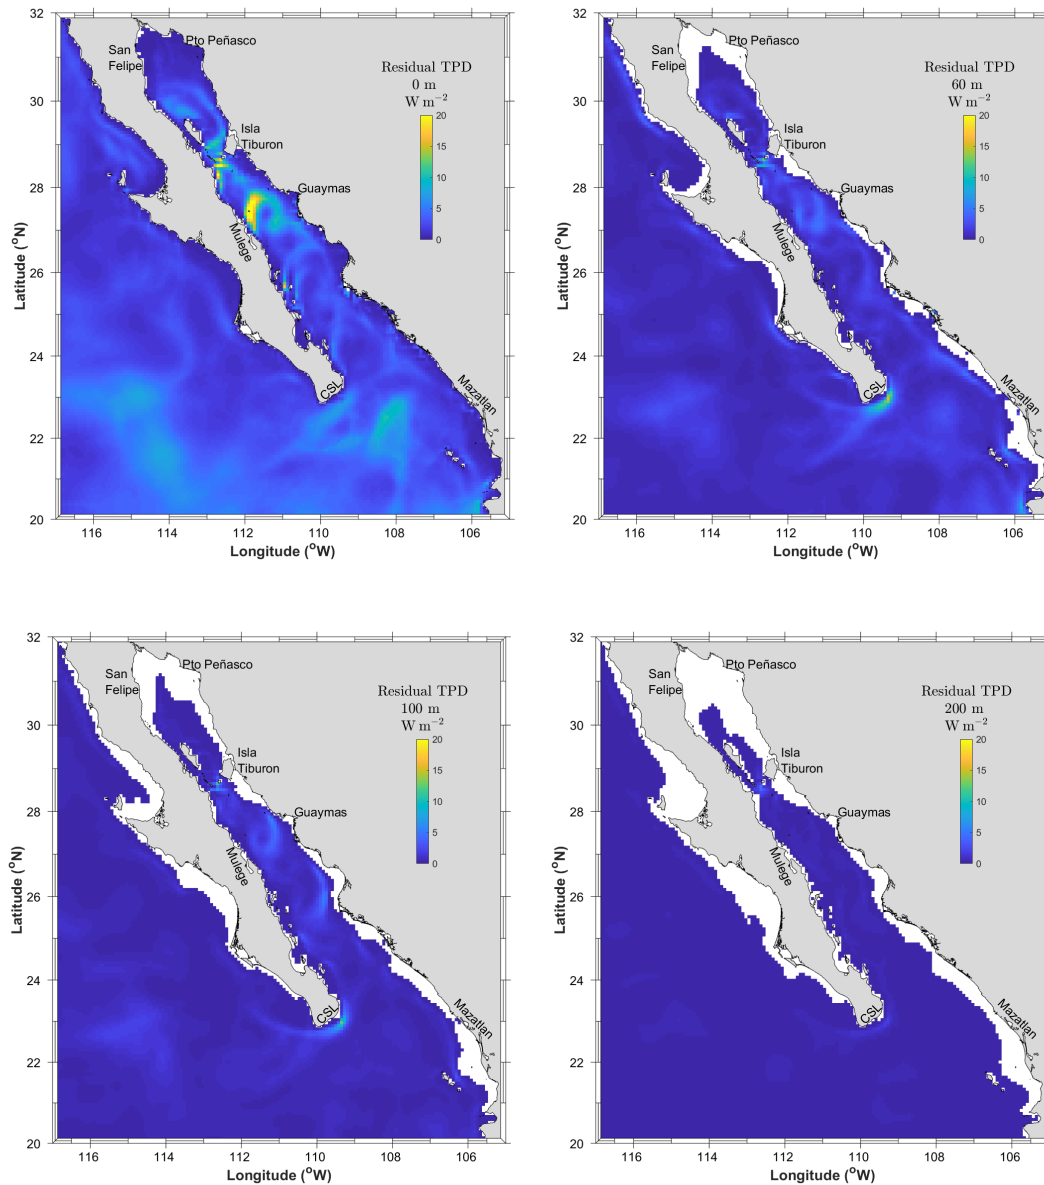 32
30
28
26
24
22
20
Latitude (°N)
Pto Peñasco
San
Felipe
Isla
Tiburon
Guaymas
Mulege
CSL
Mazatlan
Residual TPD
0 m
W m⁻²
20
15
10
5
0
116 114 112 110 108 106
Longitude (°W)
32
30
28
26
24
22
20
Latitude (°N)
Pto Peñasco
San
Felipe
Isla
Tiburon
Guaymas
Mulege
CSL
Mazatlan
Residual TPD
60 m
W m⁻²
20
15
10
5
0
116 114 112 110 108 106
Longitude (°W)
32
30
28
26
24
22
20
Latitude (°N)
Pto Peñasco
San
Felipe
Isla
Tiburon
Guaymas
Mulege
CSL
Mazatlan
Residual TPD
100 m
W m⁻²
20
15
10
5
0
116 114 112 110 108 106
Longitude (°W)
32
30
28
26
24
22
20
Latitude (°N)
Pto Peñasco
San
Felipe
Isla
Tiburon
Guaymas
Mulege
CSL
Mazatlan
Residual TPD
200 m
W m⁻²
20
15
10
5
0
116 114 112 110 108 106
Longitude (°W)